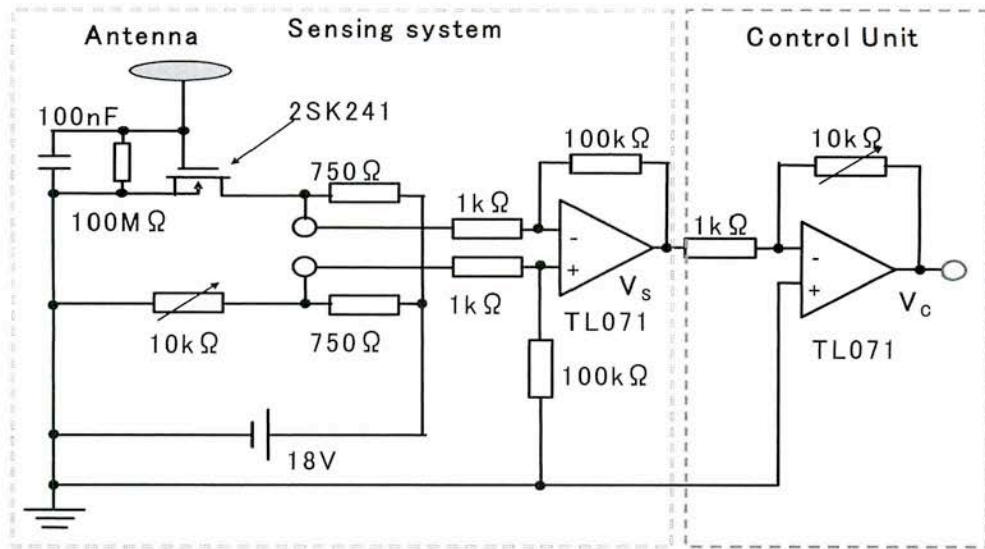 Antenna
Sensing system
Control Unit
100nF
2SK241
100kΩ
10kΩ
750Ω
1kΩ
1kΩ
100MΩ
-
+
-
+
Vs
Vc
1kΩ
10kΩ
750Ω
TL071
TL071
100kΩ
18V